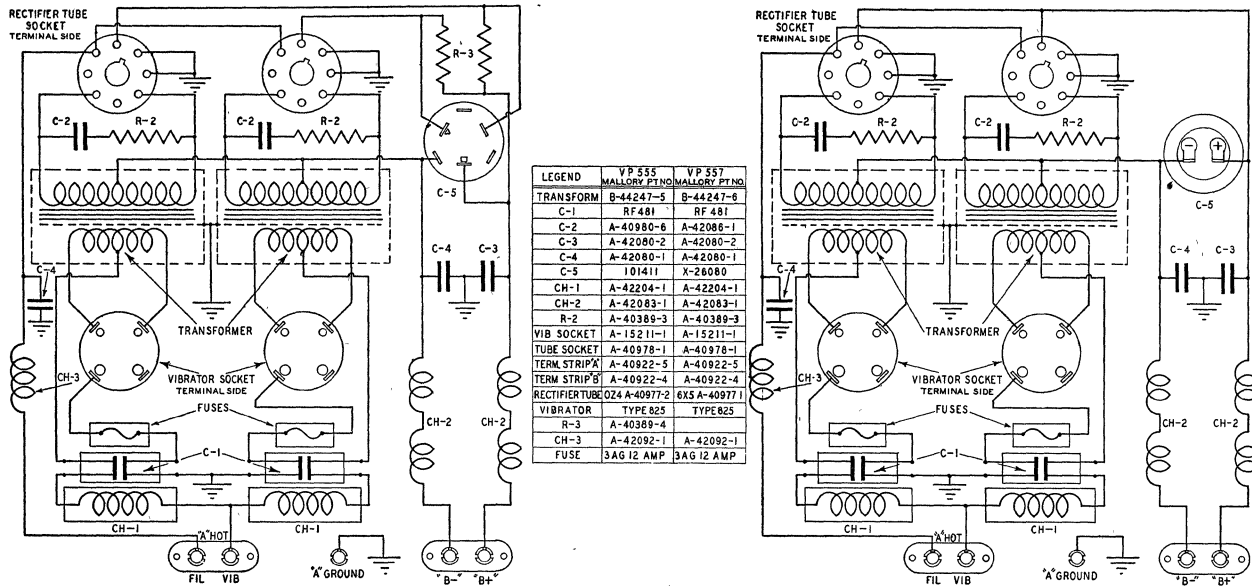 RECTIFIER TUBE
SOCKET
TERMINAL SIDE
R-3
C-2
R-2
C-2
R-2
C-5
C-4
C-3
C-4
TRANSFORMER
CH-3
VIBRATOR SOCKET
TERMINAL SIDE
FUSES
CH-2
CH-2
C-1
CH-1
CH-1
"A" HOT
FIL
VIB
"A" GROUND
"B-"
"B+"
LEGEND VP 555 MALLORY PT NO. VP 557 MALLORY PT NO.
TRANSFORM B-44247-5 B-44247-6
C-1 RF 481 RF 481
C-2 A-40980-6 A-42086-1
C-3 A-42080-2 A-42080-2
C-4 A-42080-1 A-42080-1
C-5 101411 X-26080
CH-1 A-42204-1 A-42204-1
CH-2 A-42083-1 A-42083-1
R-2 A-40389-3 A-40389-3
VIB SOCKET A-15211-1 A-15211-1
TUBE SOCKET A-40978-1 A-40978-1
TERM. STRIP "A" A-40922-5 A-40922-5
TERM STRIP "B" A-40922-4 A-40922-4
RECTIFIER TUBE OZ4 A-40977-2 6X5 A-40977 1
VIBRATOR TYPE 825 TYPE 825
R-3 A-40389-4
CH-3 A-42092-1 A-42092-1
FUSE 3AG 12 AMP 3AG 12 AMP
RECTIFIER TUBE
SOCKET
TERMINAL SIDE
C-2
R-2
C-2
R-2
- +
C-5
C-4
C-3
C-4
TRANSFORMER
CH-3
VIBRATOR SOCKET
TERMINAL SIDE
FUSES
CH-2
CH-2
C-1
CH-1
CH-1
"A" HOT
FIL
VIB
"A" GROUND
"B-"
"B+"